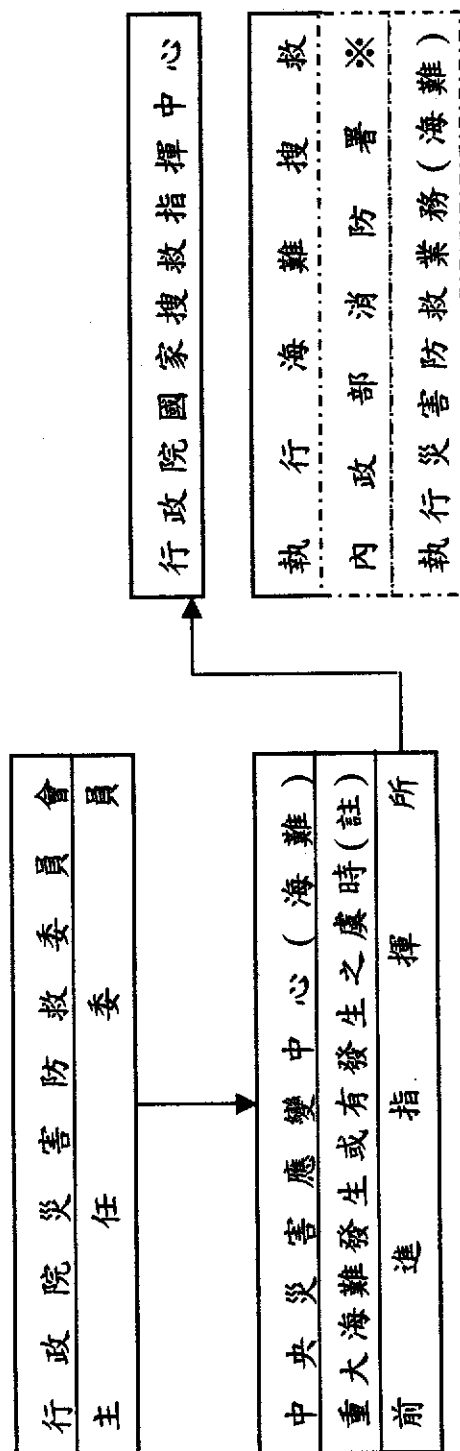 行政院災害防救委員會
主任委員
中央災害應變中心(海難)
重大海難發生或有發生之虞時(註)
前進指揮所
行政院國家搜救指揮中心
執行海難搜救
內政部消防署※
執行災害防救業務(海難)